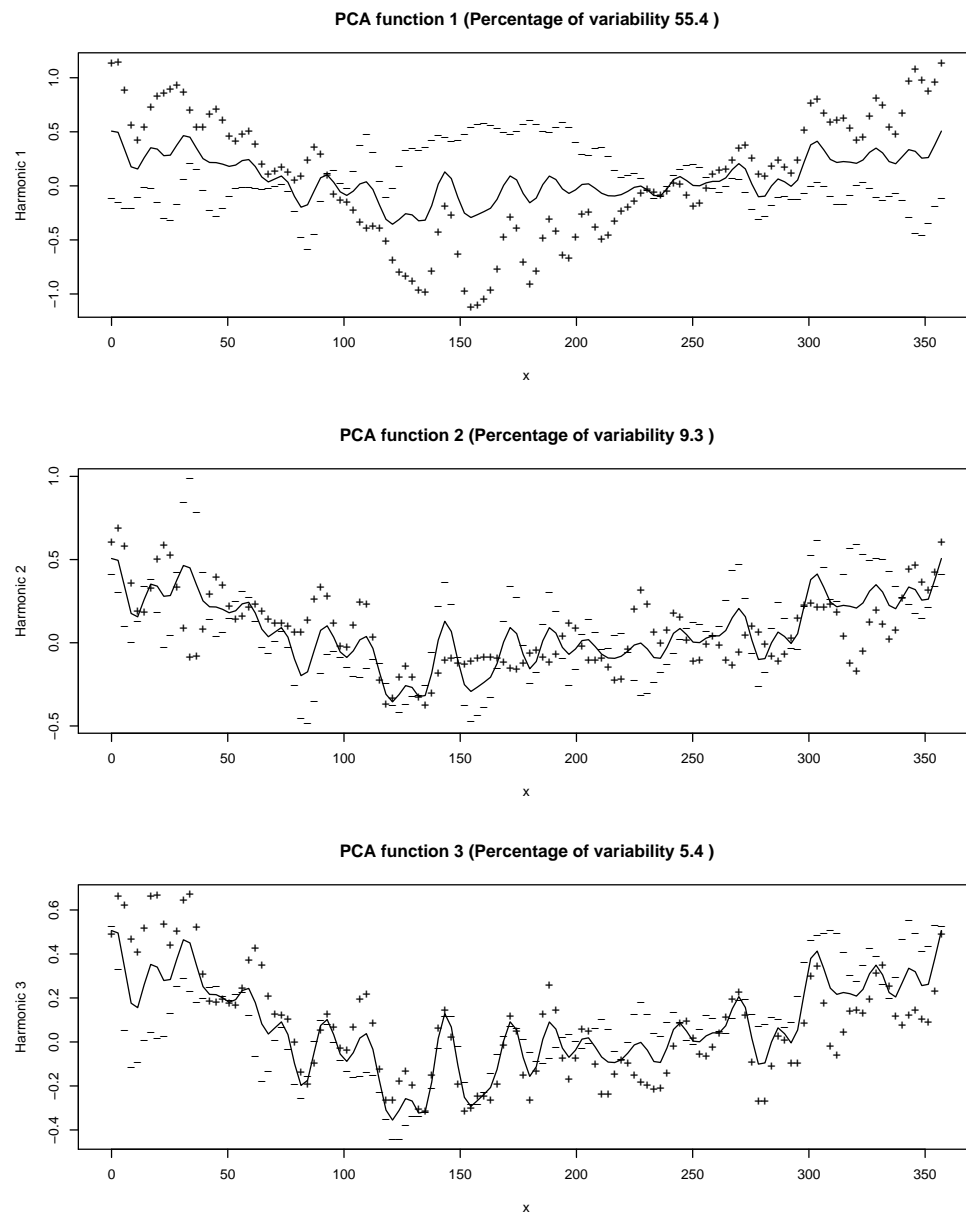 PCA function 1 (Percentage of variability 55.4 )
Harmonic 1
1.0
0.5
0.0
−0.5
−1.0
0 50 100 150 200 250 300 350
x
PCA function 2 (Percentage of variability 9.3 )
Harmonic 2
1.0
0.5
0.0
−0.5
0 50 100 150 200 250 300 350
x
PCA function 3 (Percentage of variability 5.4 )
Harmonic 3
0.6
0.4
0.2
0.0
−0.2
−0.4
0 50 100 150 200 250 300 350
x